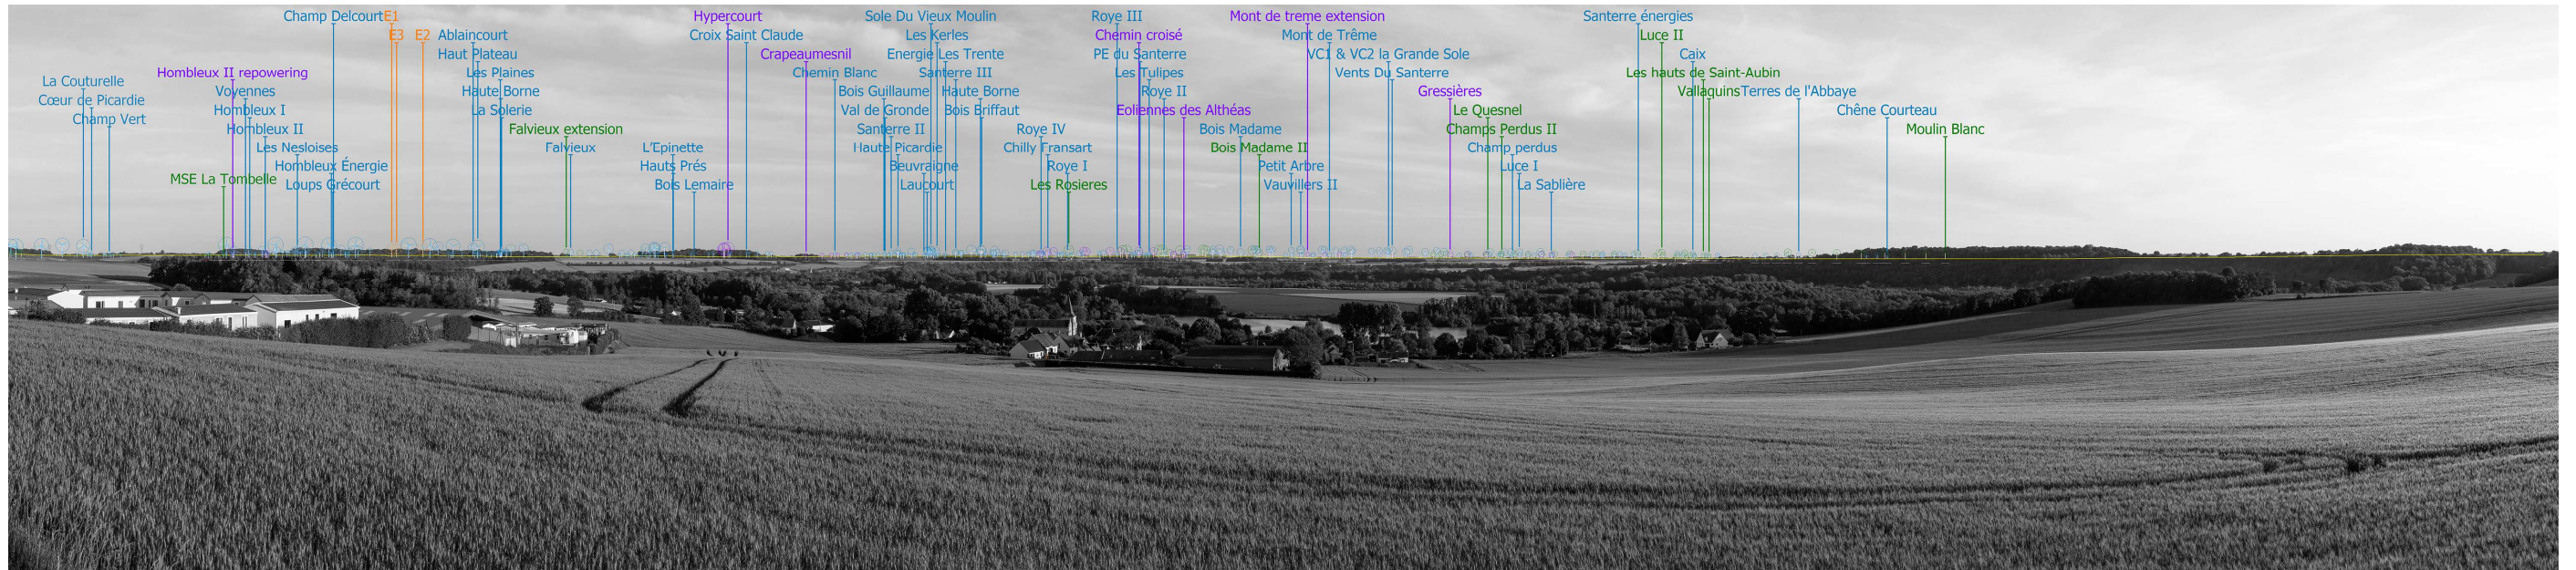 Champ Delcourt E1 Hypercourt Sole Du Vieux Moulin Roye III Mont de treme extension Santerre énergies
E3 E2 Ablaincourt Croix Saint Claude Les Kerles Chemin croisé Mont de Trême Luce II
Haut Plateau Crapeaumesnil Energie Les Trente PE du Santerre VC1 & VC2 la Grande Sole Caix
Hombleux II repowering Les Plaines Chemin Blanc Santerre III Les Tulipes Vents Du Santerre Les hauts de Saint-Aubin
La Couturelle Voyennes Haute Borne Bois Guillaume Haute Borne Roye II Gressières Vallaquins Terres de l'Abbaye
Cœur de Picardie Hombleux I La Solerie Val de Gronde Bois Briffaut Eoliennes des Althéas Le Quesnel Chêne Courteau
Champ Vert Hombleux II Falvieux extension Santerre II Roye IV Bois Madame Champs Perdus II Moulin Blanc
Les Nesloises Falvieux L'Epinette Haute Picardie Chilly Fransart Bois Madame II Champ perdus
Hombleux Énergie Hauts Prés Beuvraigne Roye I Petit Arbre Luce I
MSE La Tombelle Loups Grécourt Bois Lemaire Laucourt Les Rosieres Vauvillers II La Sablière